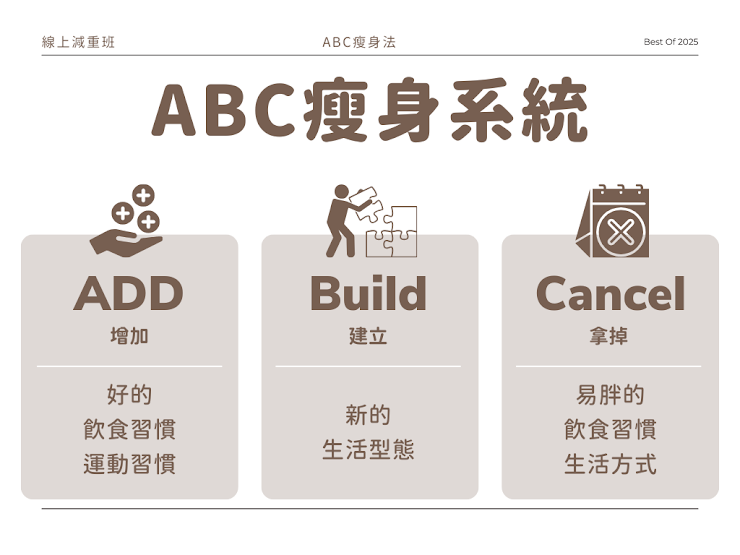 線上減重班
ABC瘦身法
Best Of 2025
ABC瘦身系統
ADD
增加
好的
飲食習慣
運動習慣
Build
建立
新的
生活型態
Cancel
拿掉
易胖的
飲食習慣
生活方式